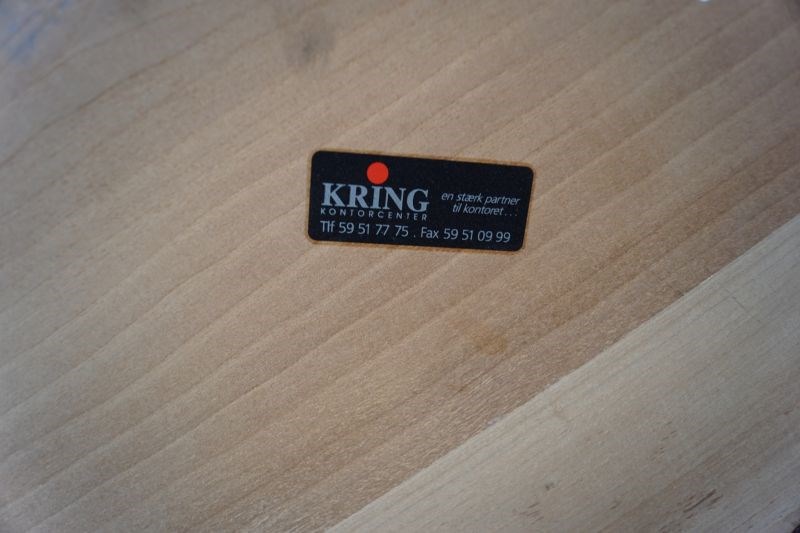 KRING
KONTORCENTER
en stærk partner
til kontoret...
Tlf 59 51 77 75 . Fax 59 51 09 99